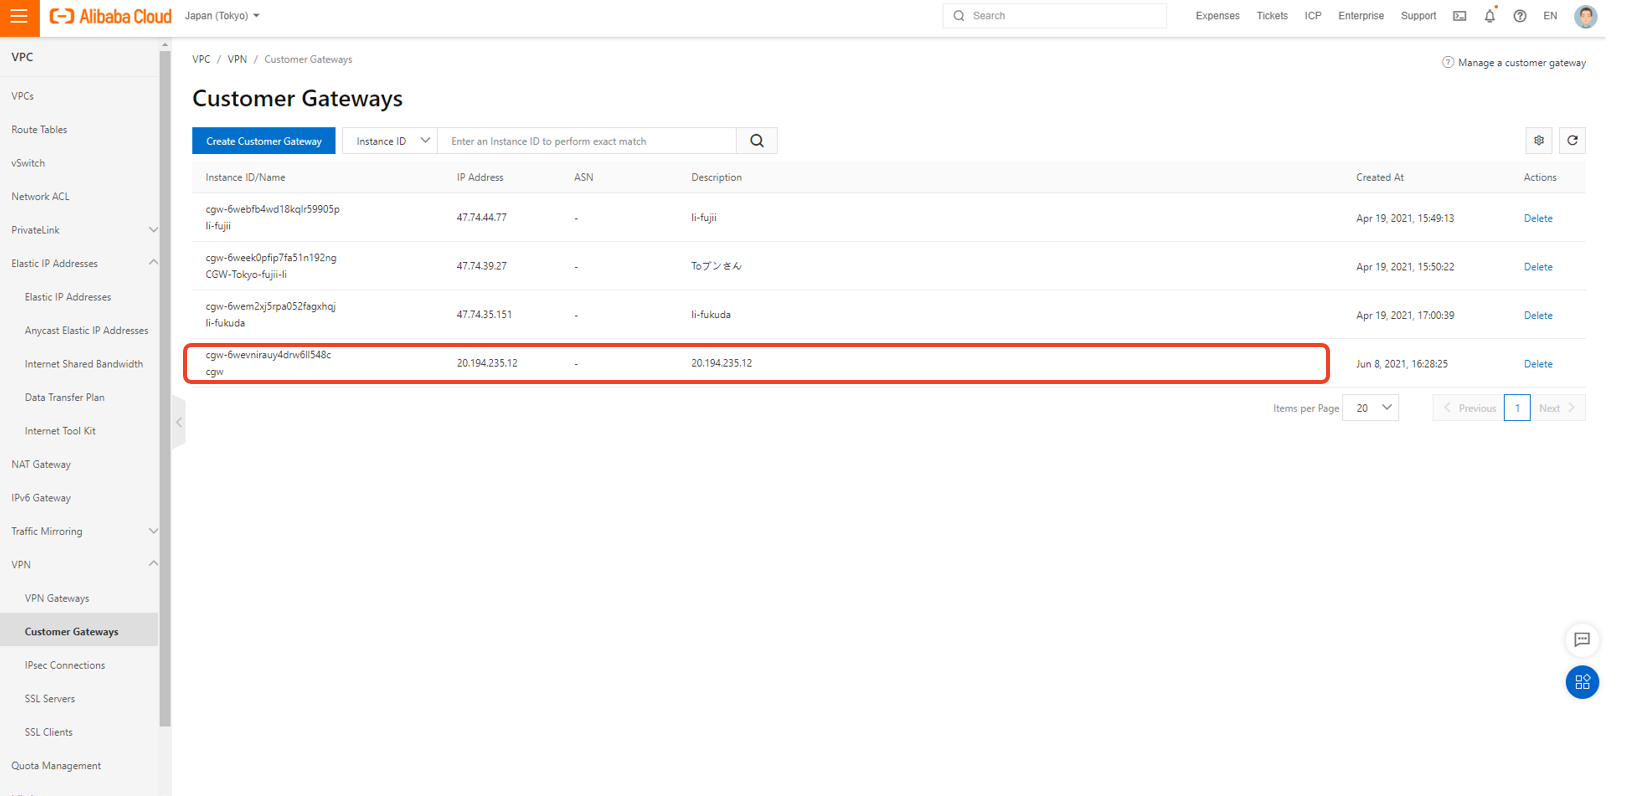 Alibaba Cloud Japan (Tokyo) Search Expenses Tickets ICP Enterprise Support EN
VPC
VPCs
Route Tables
vSwitch
Network ACL
PrivateLink
Elastic IP Addresses
Elastic IP Addresses
Anycast Elastic IP Addresses
Internet Shared Bandwidth
Data Transfer Plan
Internet Tool Kit
NAT Gateway
IPv6 Gateway
Traffic Mirroring
VPN
VPN Gateways
Customer Gateways
IPsec Connections
SSL Servers
SSL Clients
Quota Management
VPC / VPN / Customer Gateways
Manage a customer gateway
Customer Gateways
Create Customer Gateway Instance ID Enter an Instance ID to perform exact match
Instance ID/Name IP Address ASN Description Created At Actions
cgw-6webfb4wd18kqlr59905p
li-fujii
47.74.44.77 - li-fujii Apr 19, 2021, 15:49:13 Delete
cgw-6week0pfip7fa51n192ng
CGW-Tokyo-fujii-li
47.74.39.27 - Toブンさん Apr 19, 2021, 15:50:22 Delete
cgw-6wem2xj5rpa052fagxhqj
li-fukuda
47.74.35.151 - li-fukuda Apr 19, 2021, 17:00:39 Delete
cgw-6wevnirauy4drw6ll548c
cgw
20.194.235.12 - 20.194.235.12 Jun 8, 2021, 16:28:25 Delete
Items per Page 20 Previous 1 Next